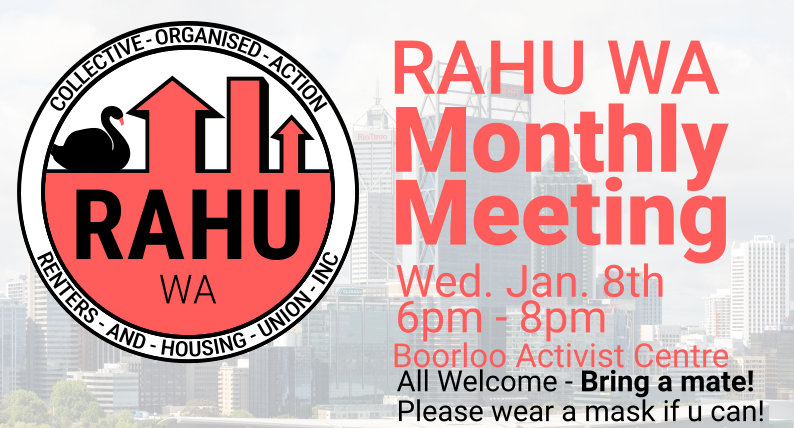 COLLECTIVE - ORGANISED - ACTION
RAHU
WA
RENTERS - AND - HOUSING - UNION - INC
RAHU WA
Monthly
Meeting
Wed. Jan. 8th
6pm - 8pm
Boorloo Activist Centre
All Welcome - Bring a mate!
Please wear a mask if u can!
RioTinto